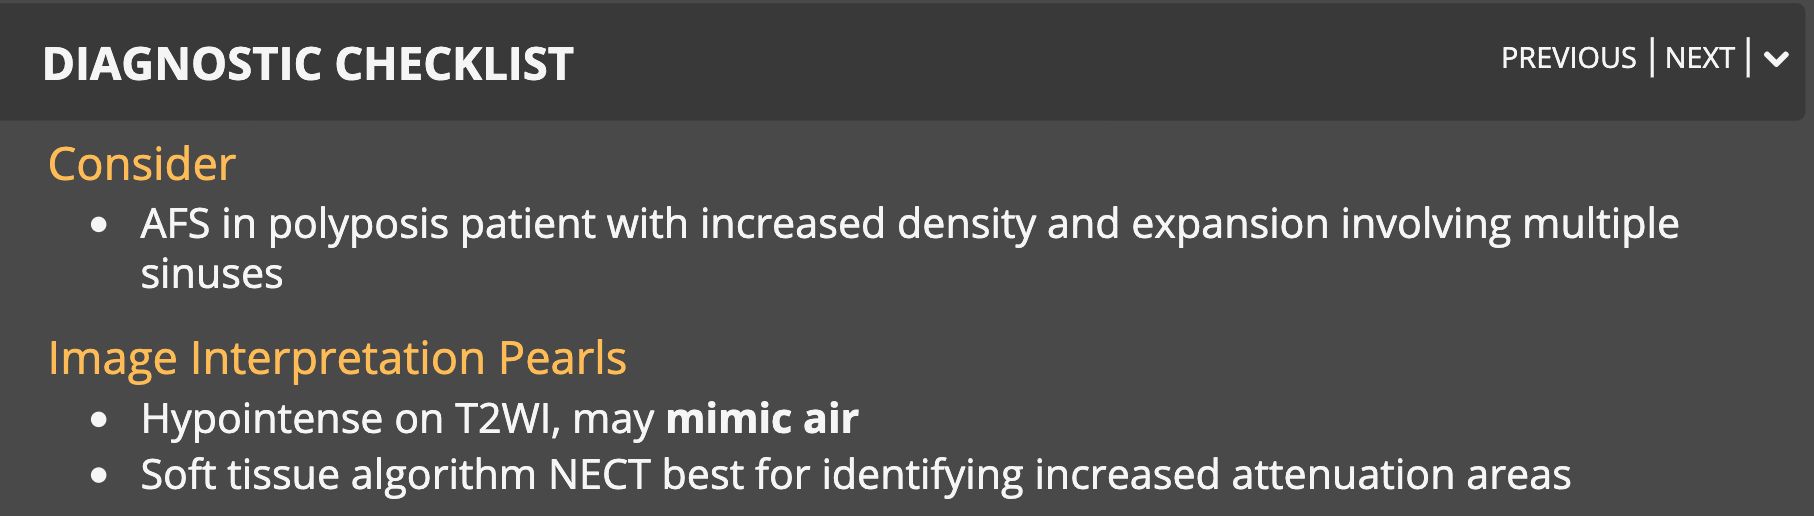 DIAGNOSTIC CHECKLIST
PREVIOUS | NEXT |
Consider
• AFS in polyposis patient with increased density and expansion involving multiple
sinuses
Image Interpretation Pearls
• Hypointense on T2WI, may mimic air
• Soft tissue algorithm NECT best for identifying increased attenuation areas